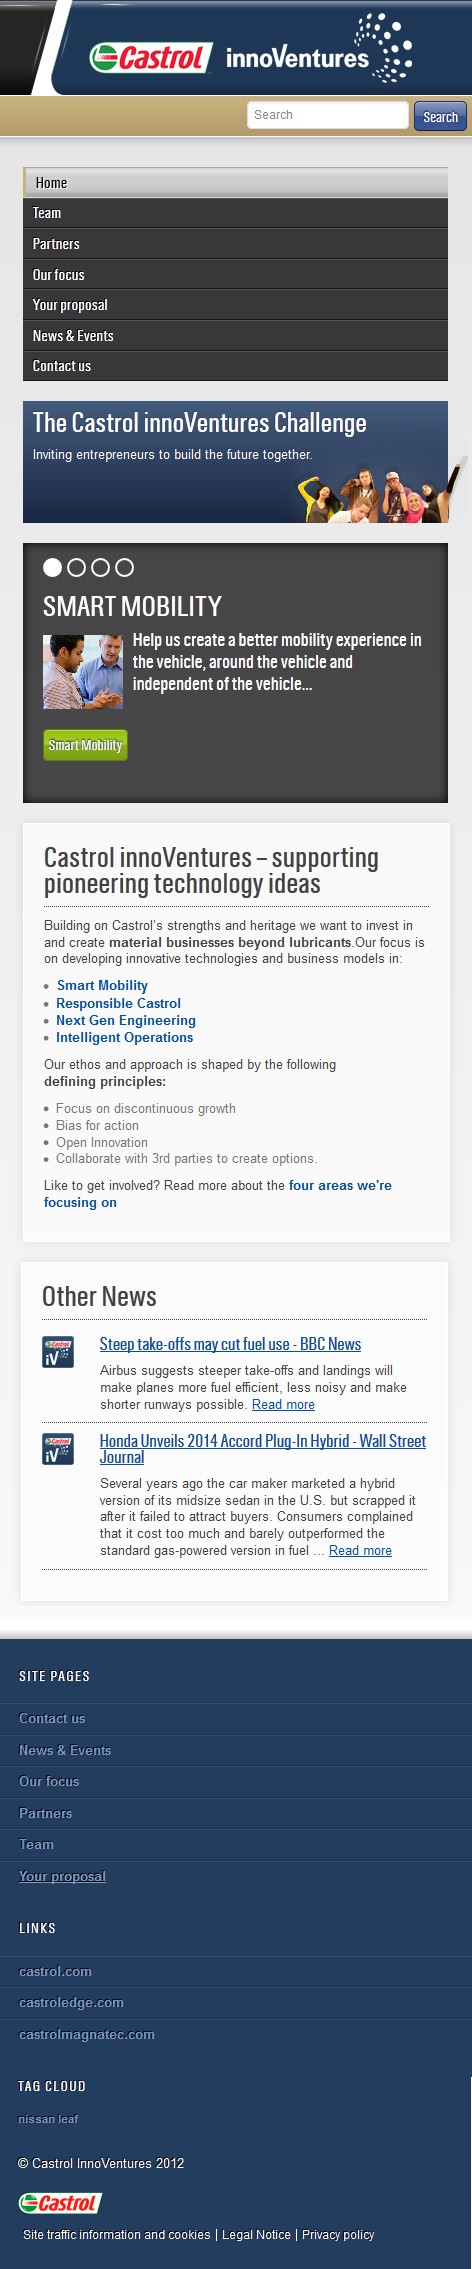 Castrol innoVentures
Search Search
Home
Team
Partners
Our focus
Your proposal
News & Events
Contact us
The Castrol innoVentures Challenge
Inviting entrepreneurs to build the future together.
SMART MOBILITY
Help us create a better mobility experience in
the vehicle, around the vehicle and
independent of the vehicle...
Smart Mobility
Castrol innoVentures – supporting
pioneering technology ideas
Building on Castrol's strengths and heritage we want to invest in
and create material businesses beyond lubricants.Our focus is
on developing innovative technologies and business models in:
Smart Mobility
Responsible Castrol
Next Gen Engineering
Intelligent Operations
Our ethos and approach is shaped by the following
defining principles:
Focus on discontinuous growth
Bias for action
Open Innovation
Collaborate with 3rd parties to create options.
Like to get involved? Read more about the four areas we're
focusing on
Other News
Castrol
iV
Steep take-offs may cut fuel use - BBC News
Airbus suggests steeper take-offs and landings will
make planes more fuel efficient, less noisy and make
shorter runways possible. Read more
Castrol
iV
Honda Unveils 2014 Accord Plug-In Hybrid - Wall Street
Journal
Several years ago the car maker marketed a hybrid
version of its midsize sedan in the U.S. but scrapped it
after it failed to attract buyers. Consumers complained
that it cost too much and barely outperformed the
standard gas-powered version in fuel ... Read more
SITE PAGES
Contact us
News & Events
Our focus
Partners
Team
Your proposal
LINKS
castrol.com
castroledge.com
castrolmagnatec.com
TAG CLOUD
nissan leaf
© Castrol InnoVentures 2012
Castrol
Site traffic information and cookies | Legal Notice | Privacy policy